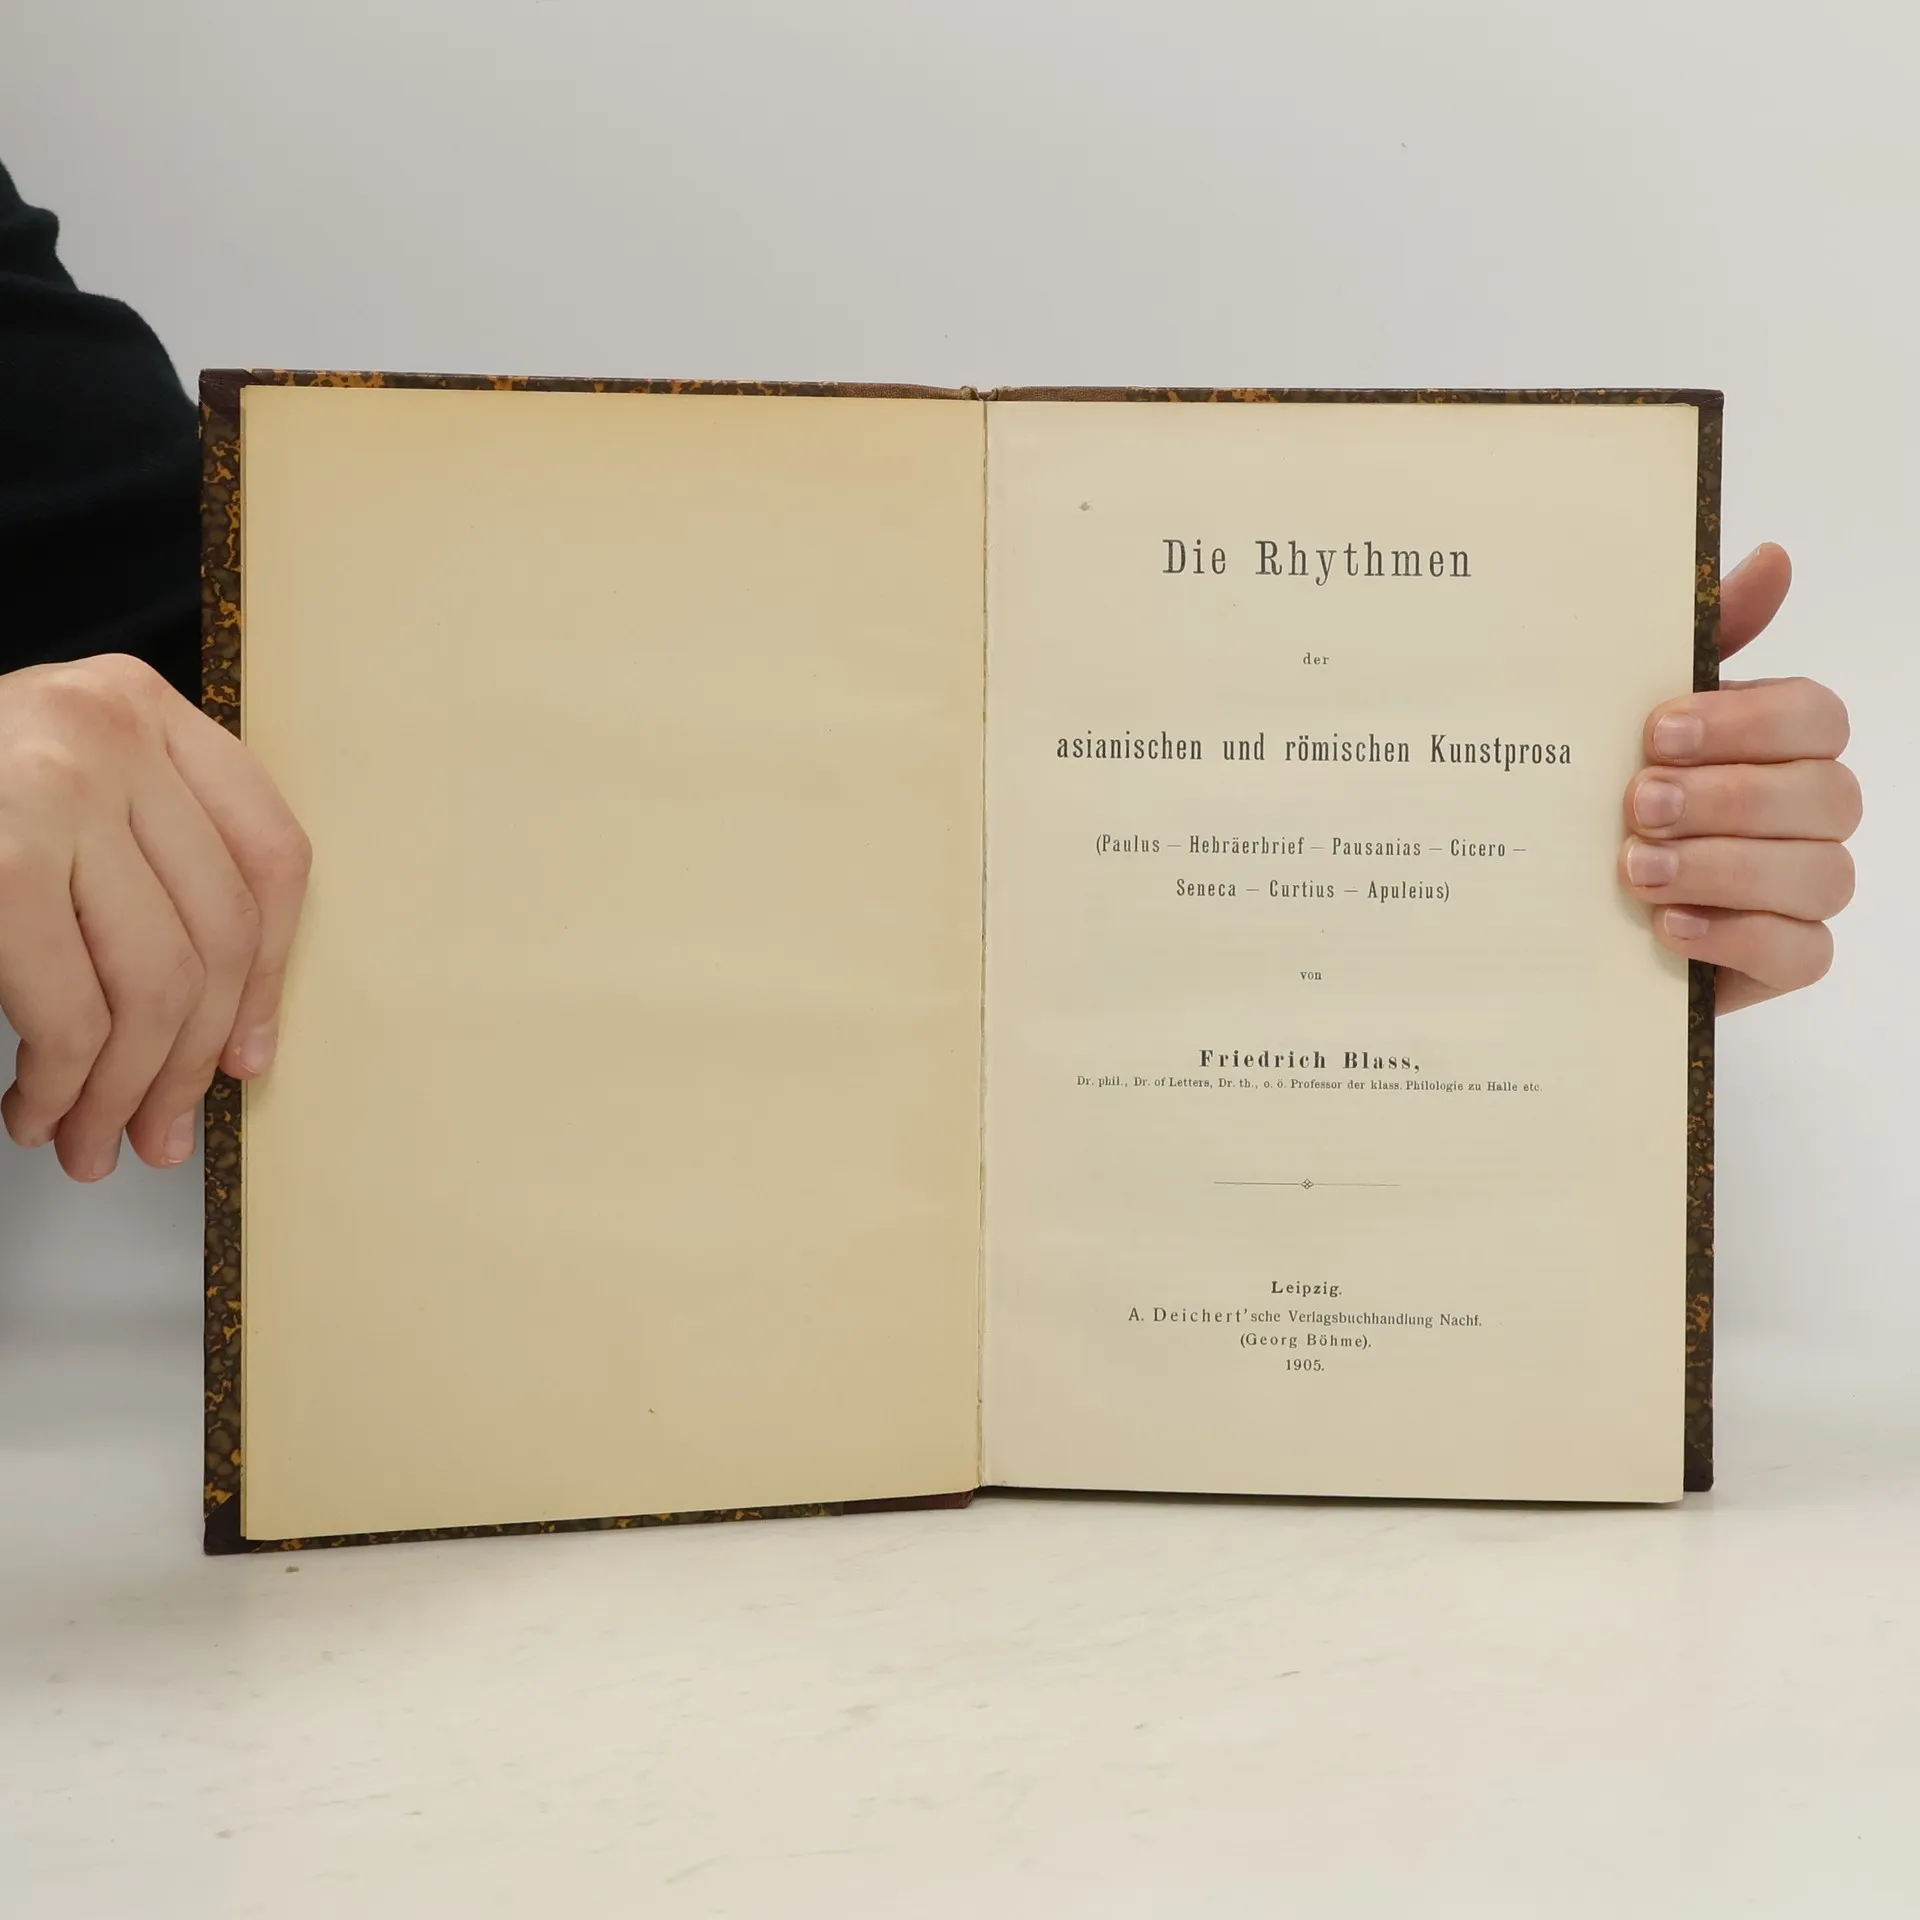 Die Rhythmen
der
asianischen und römischen Kunstprosa
(Paulus — Hebräerbrief — Pausanias — Cicero —
Seneca — Curtius — Apuleius)
von
Friedrich Blass,
Dr. phil., Dr. of Letters, Dr. th., o. ö. Professor der klass. Philologie zu Halle etc.
Leipzig.
A. Deichert'sche Verlagsbuchhandlung Nachf.
(Georg Böhme).
1905.